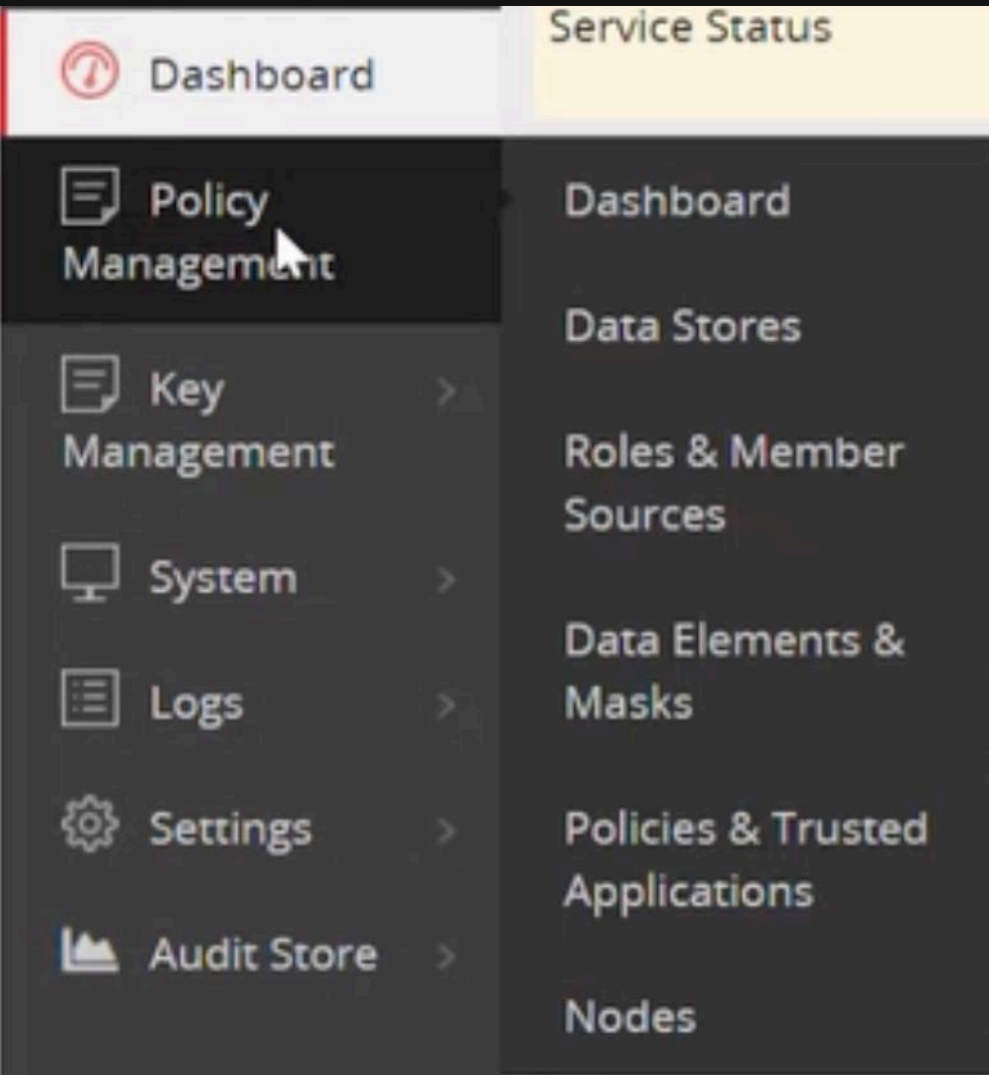 Service Status
Dashboard
Policy
Management
Key
Management
System
Logs
Settings
Audit Store
Dashboard
Data Stores
Roles & Member
Sources
Data Elements &
Masks
Policies & Trusted
Applications
Nodes